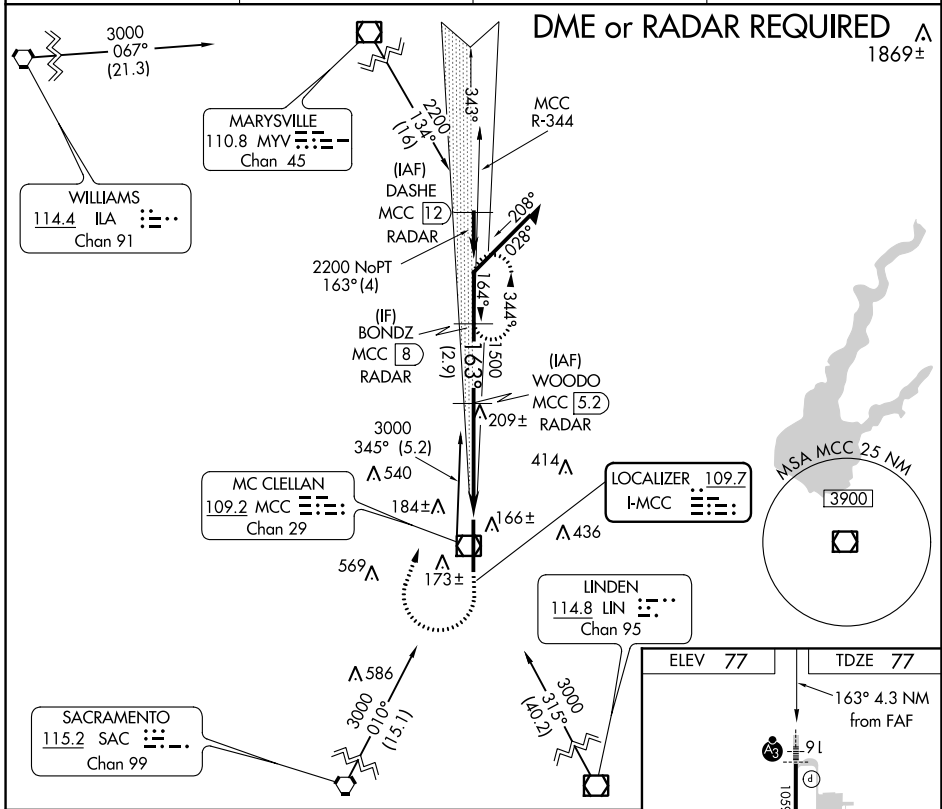 DME or RADAR REQUIRED
1869±
3000
067°
(21.3)
MARYSVILLE
110.8 MYV
Chan 45
2200
134°
(16)
343°
MCC
R-344
WILLIAMS
114.4 ILA
Chan 91
(IAF)
DASHE
MCC 12
RADAR
208°
028°
2200 NoPT
163° (4)
164°
344°
(IF)
BONDZ
MCC 8
RADAR
(2.9)
163°
1500
(IAF)
WOODO
MCC 5.2
RADAR
209±
3000
345° (5.2)
540
414
MC CLELLAN
109.2 MCC
Chan 29
184±
166±
436
LOCALIZER 109.7
I-MCC
MSA MCC 25 NM
3900
569
173±
LINDEN
114.8 LIN
Chan 95
586
3000
010°
(15.1)
3000
315°
(40.2)
SACRAMENTO
115.2 SAC
Chan 99
ELEV 77
TDZE 77
163° 4.3 NM
from FAF
A3
16
P